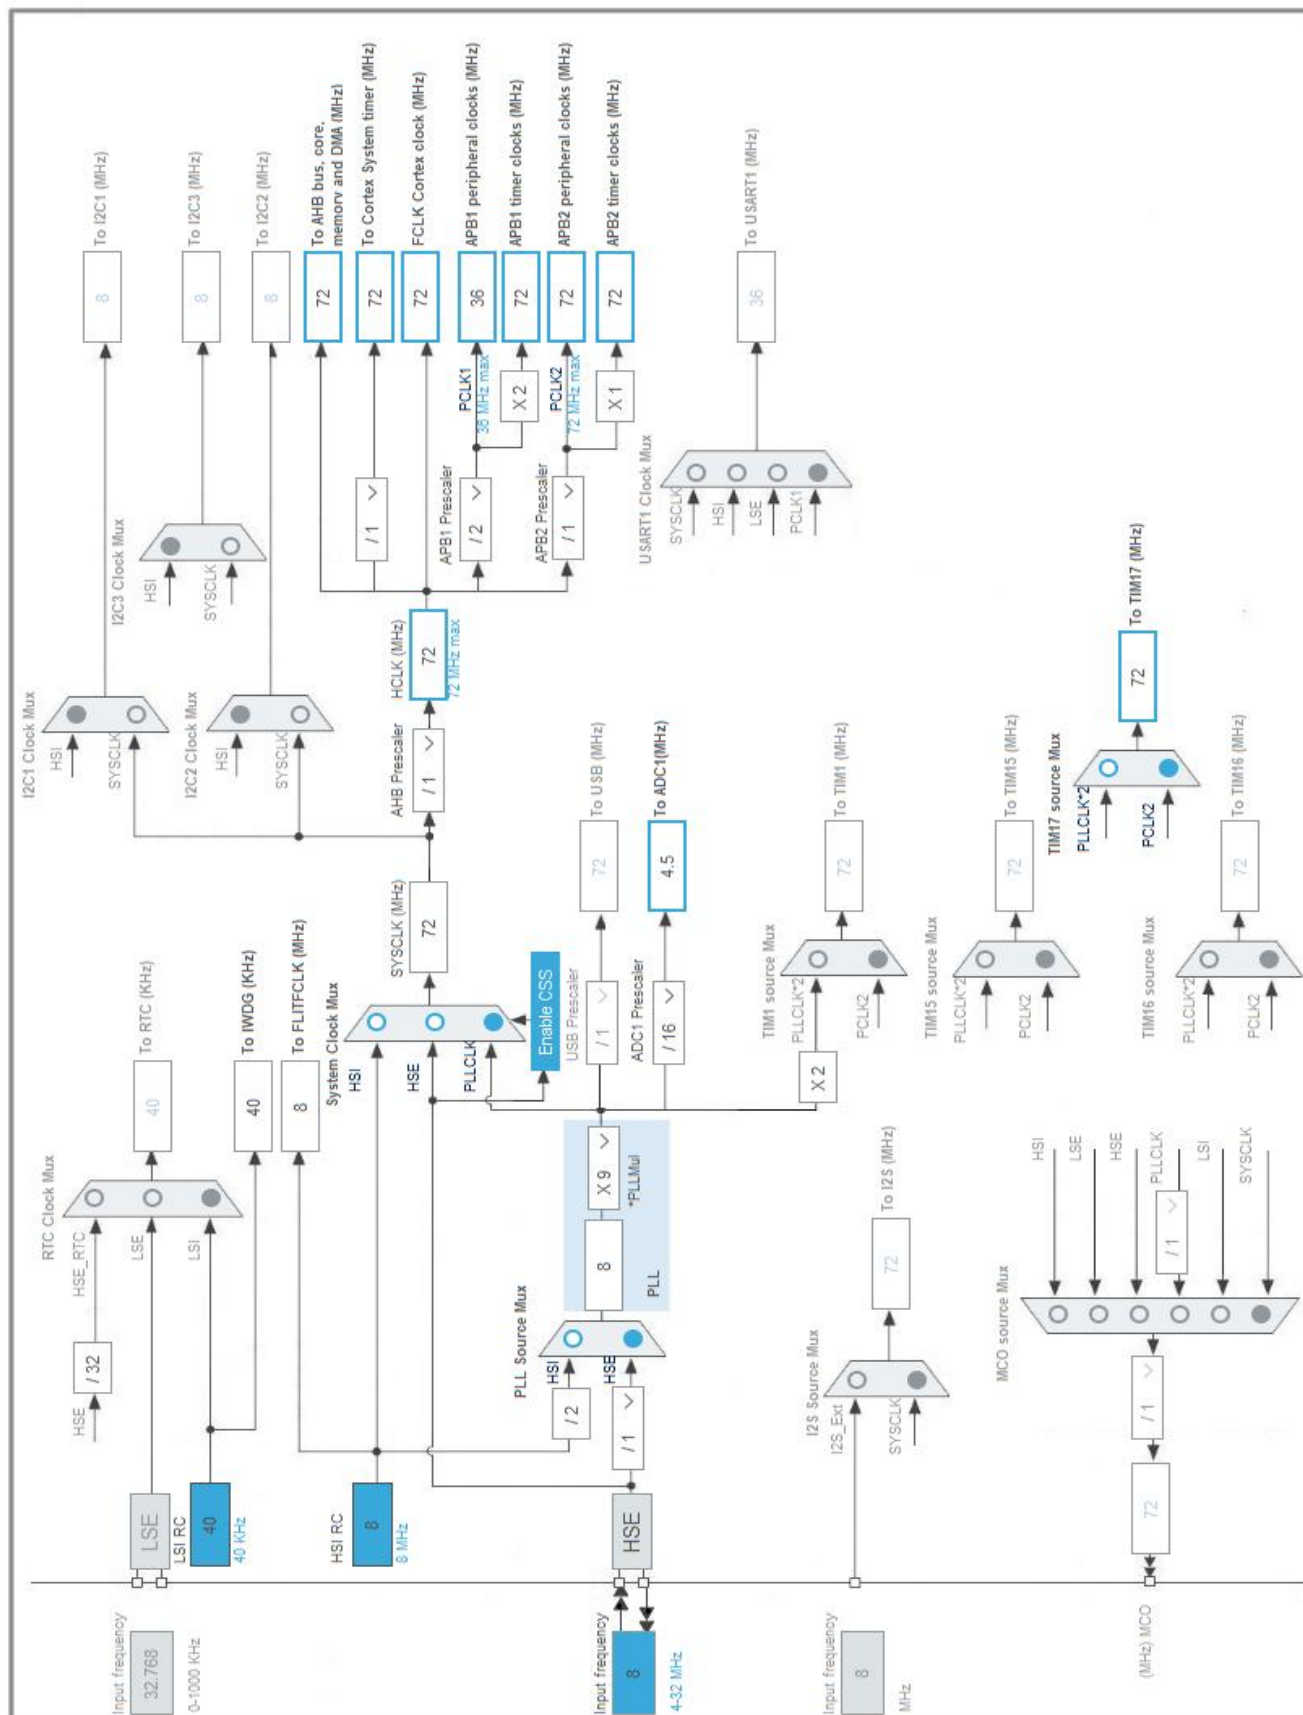 Input frequency
32.768
0-1000 KHz
LSE
LSI RC
40
40 KHz
HSE
/ 32
HSE_RTC
LSE
LSI
RTC Clock Mux
40
To RTC (KHz)
40
To IWDG (KHz)
HSI RC
8
8 MHz
8
To FLITFCLK (MHz)
System Clock Mux
HSI
HSE
PLLCLK
Enable CSS
SYSCLK (MHz)
72
Input frequency
8
4-32 MHz
HSE
/ 2
/ 1
PLL Source Mux
HSI
HSE
8
X 9
*PLLMul
PLL
USB Prescaler
/ 1
72
To USB (MHz)
ADC1 Prescaler
/ 16
4.5
To ADC1(MHz)
X 2
TIM1 source Mux
PLLCLK*2
PCLK2
72
To TIM1 (MHz)
TIM15 source Mux
PLLCLK*2
PCLK2
72
To TIM15 (MHz)
TIM16 source Mux
PLLCLK*2
PCLK2
72
To TIM16 (MHz)
TIM17 source Mux
PLLCLK*2
PCLK2
72
To TIM17 (MHz)
I2C1 Clock Mux
HSI
SYSCLK
8
To I2C1 (MHz)
I2C3 Clock Mux
HSI
SYSCLK
8
To I2C3 (MHz)
I2C2 Clock Mux
HSI
SYSCLK
8
To I2C2 (MHz)
AHB Prescaler
/ 1
HCLK (MHz)
72
72 MHz max
72
To AHB bus, core,
memory and DMA (MHz)
/ 1
72
To Cortex System timer (MHz)
72
FCLK Cortex clock (MHz)
APB1 Prescaler
/ 2
PCLK1
36 MHz max
36
APB1 peripheral clocks (MHz)
X 2
72
APB1 timer clocks (MHz)
APB2 Prescaler
/ 1
PCLK2
72 MHz max
72
APB2 peripheral clocks (MHz)
X 1
72
APB2 timer clocks (MHz)
USART1 Clock Mux
SYSCLK
HSI
LSE
PCLK1
36
To USART1 (MHz)
Input frequency
8
MHz
I2S Source Mux
I2S_Ext
SYSCLK
72
To I2S (MHz)
(MHz) MCO
72
/ 1
MCO source Mux
HSI
LSE
HSE
/ 1
PLLCLK
LSI
SYSCLK